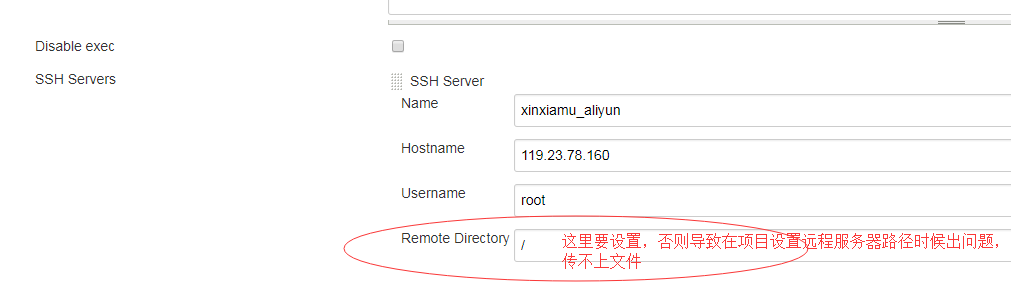 Disable exec
SSH Servers
SSH Server
Name
xinxiamu_aliyun
Hostname
119.23.78.160
Username
root
Remote Directory
/
这里要设置，否则导致在项目设置远程服务器路径时候出问题，
传不上文件